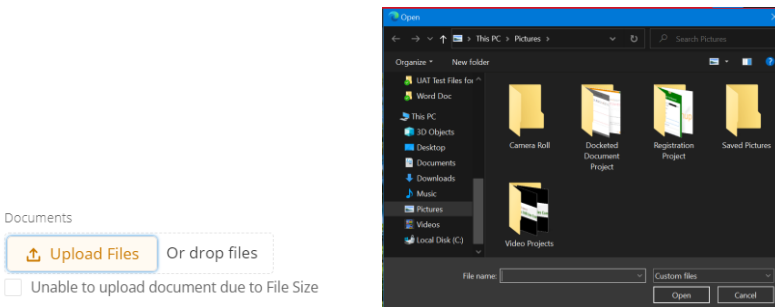 Documents
Upload Files Or drop files
Unable to upload document due to File Size
Open
This PC > Pictures >
Search Pictures
Organize
New folder
UAT Test Files for
Word Doc
This PC
3D Objects
Desktop
Documents
Downloads
Music
Pictures
Videos
Local Disk (C:)
Camera Roll
Docketed
Document
Project
Registration
Project
Saved Pictures
Video Projects
File name:
Custom files
Open
Cancel